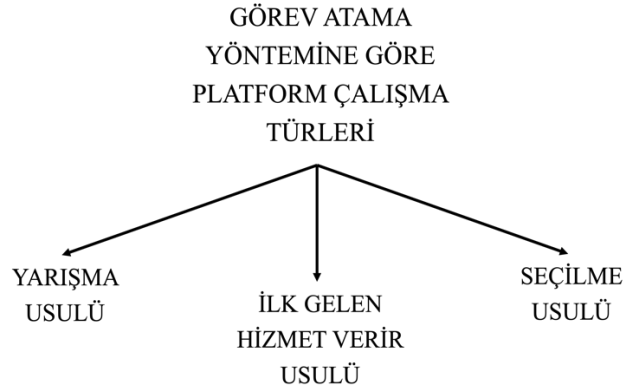 GÖREV ATAMA
YÖNTEMİNE GÖRE
PLATFORM ÇALIŞMA
TÜRLERİ
YARIŞMA
USULÜ
İLK GELEN
HİZMET VERİR
USULÜ
SEÇİLME
USULÜ